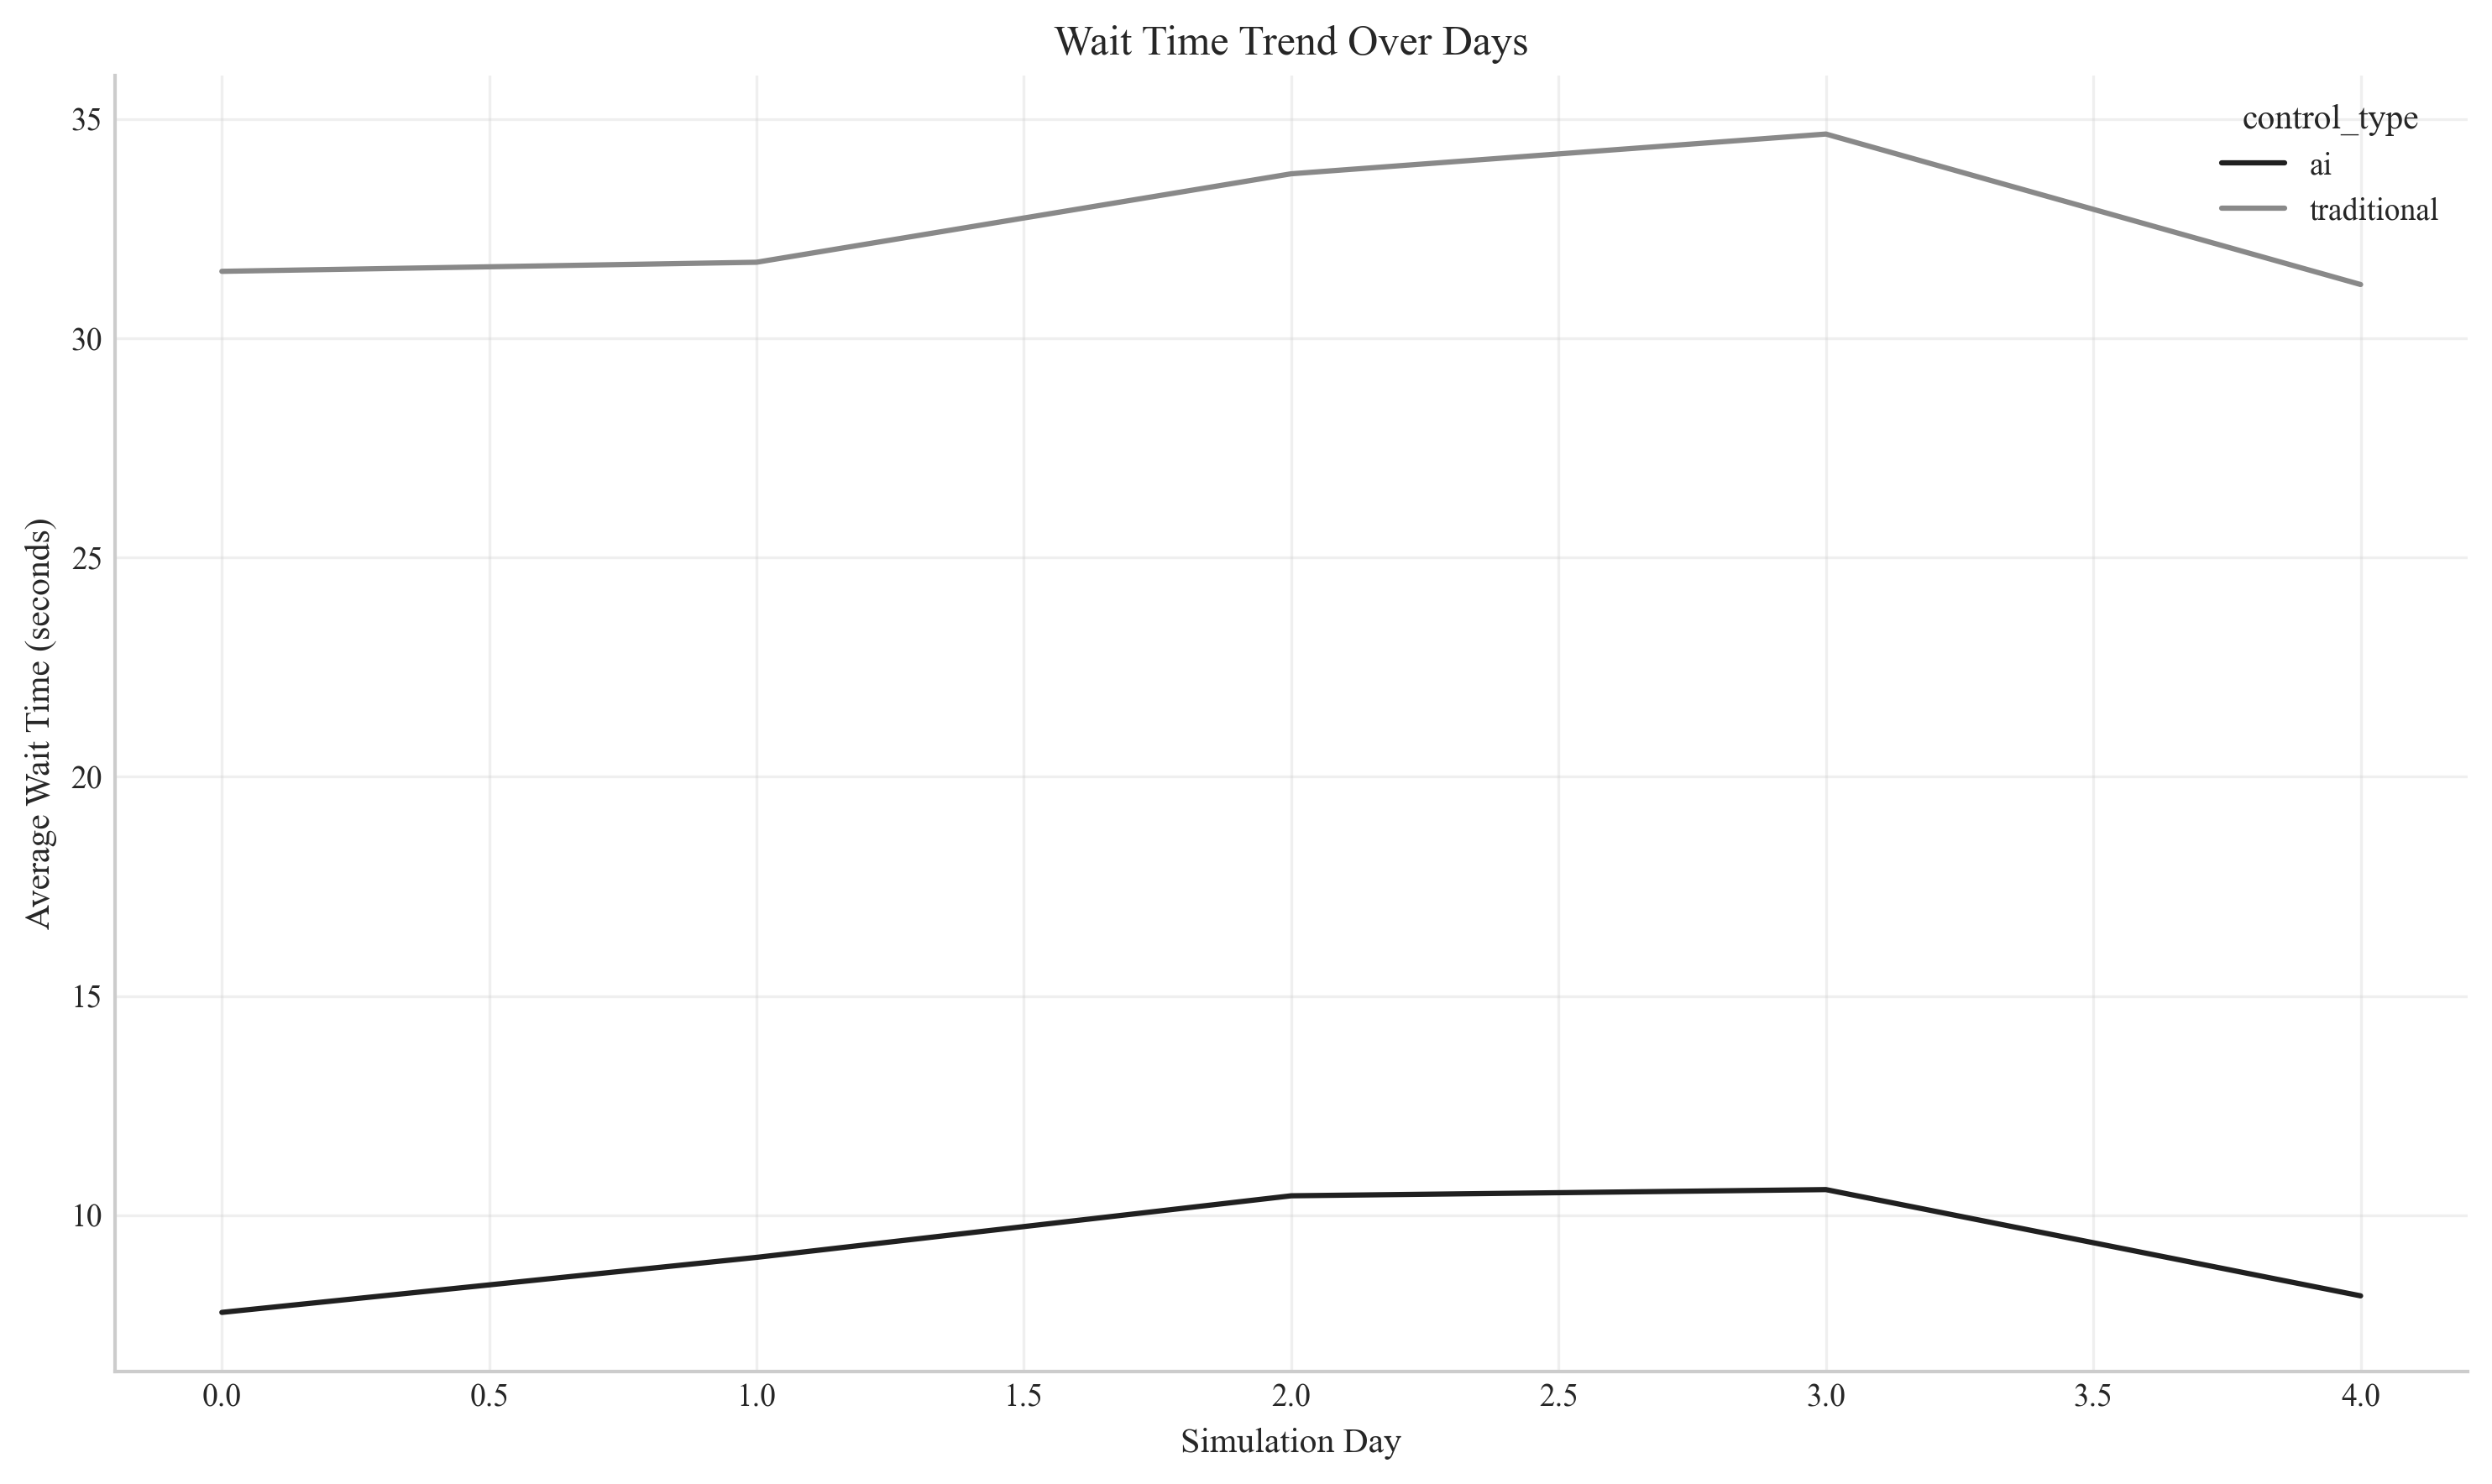 Wait Time Trend Over Days
control_type
ai
traditional
Average Wait Time (seconds)
35
30
25
20
15
10
0.0 0.5 1.0 1.5 2.0 2.5 3.0 3.5 4.0
Simulation Day